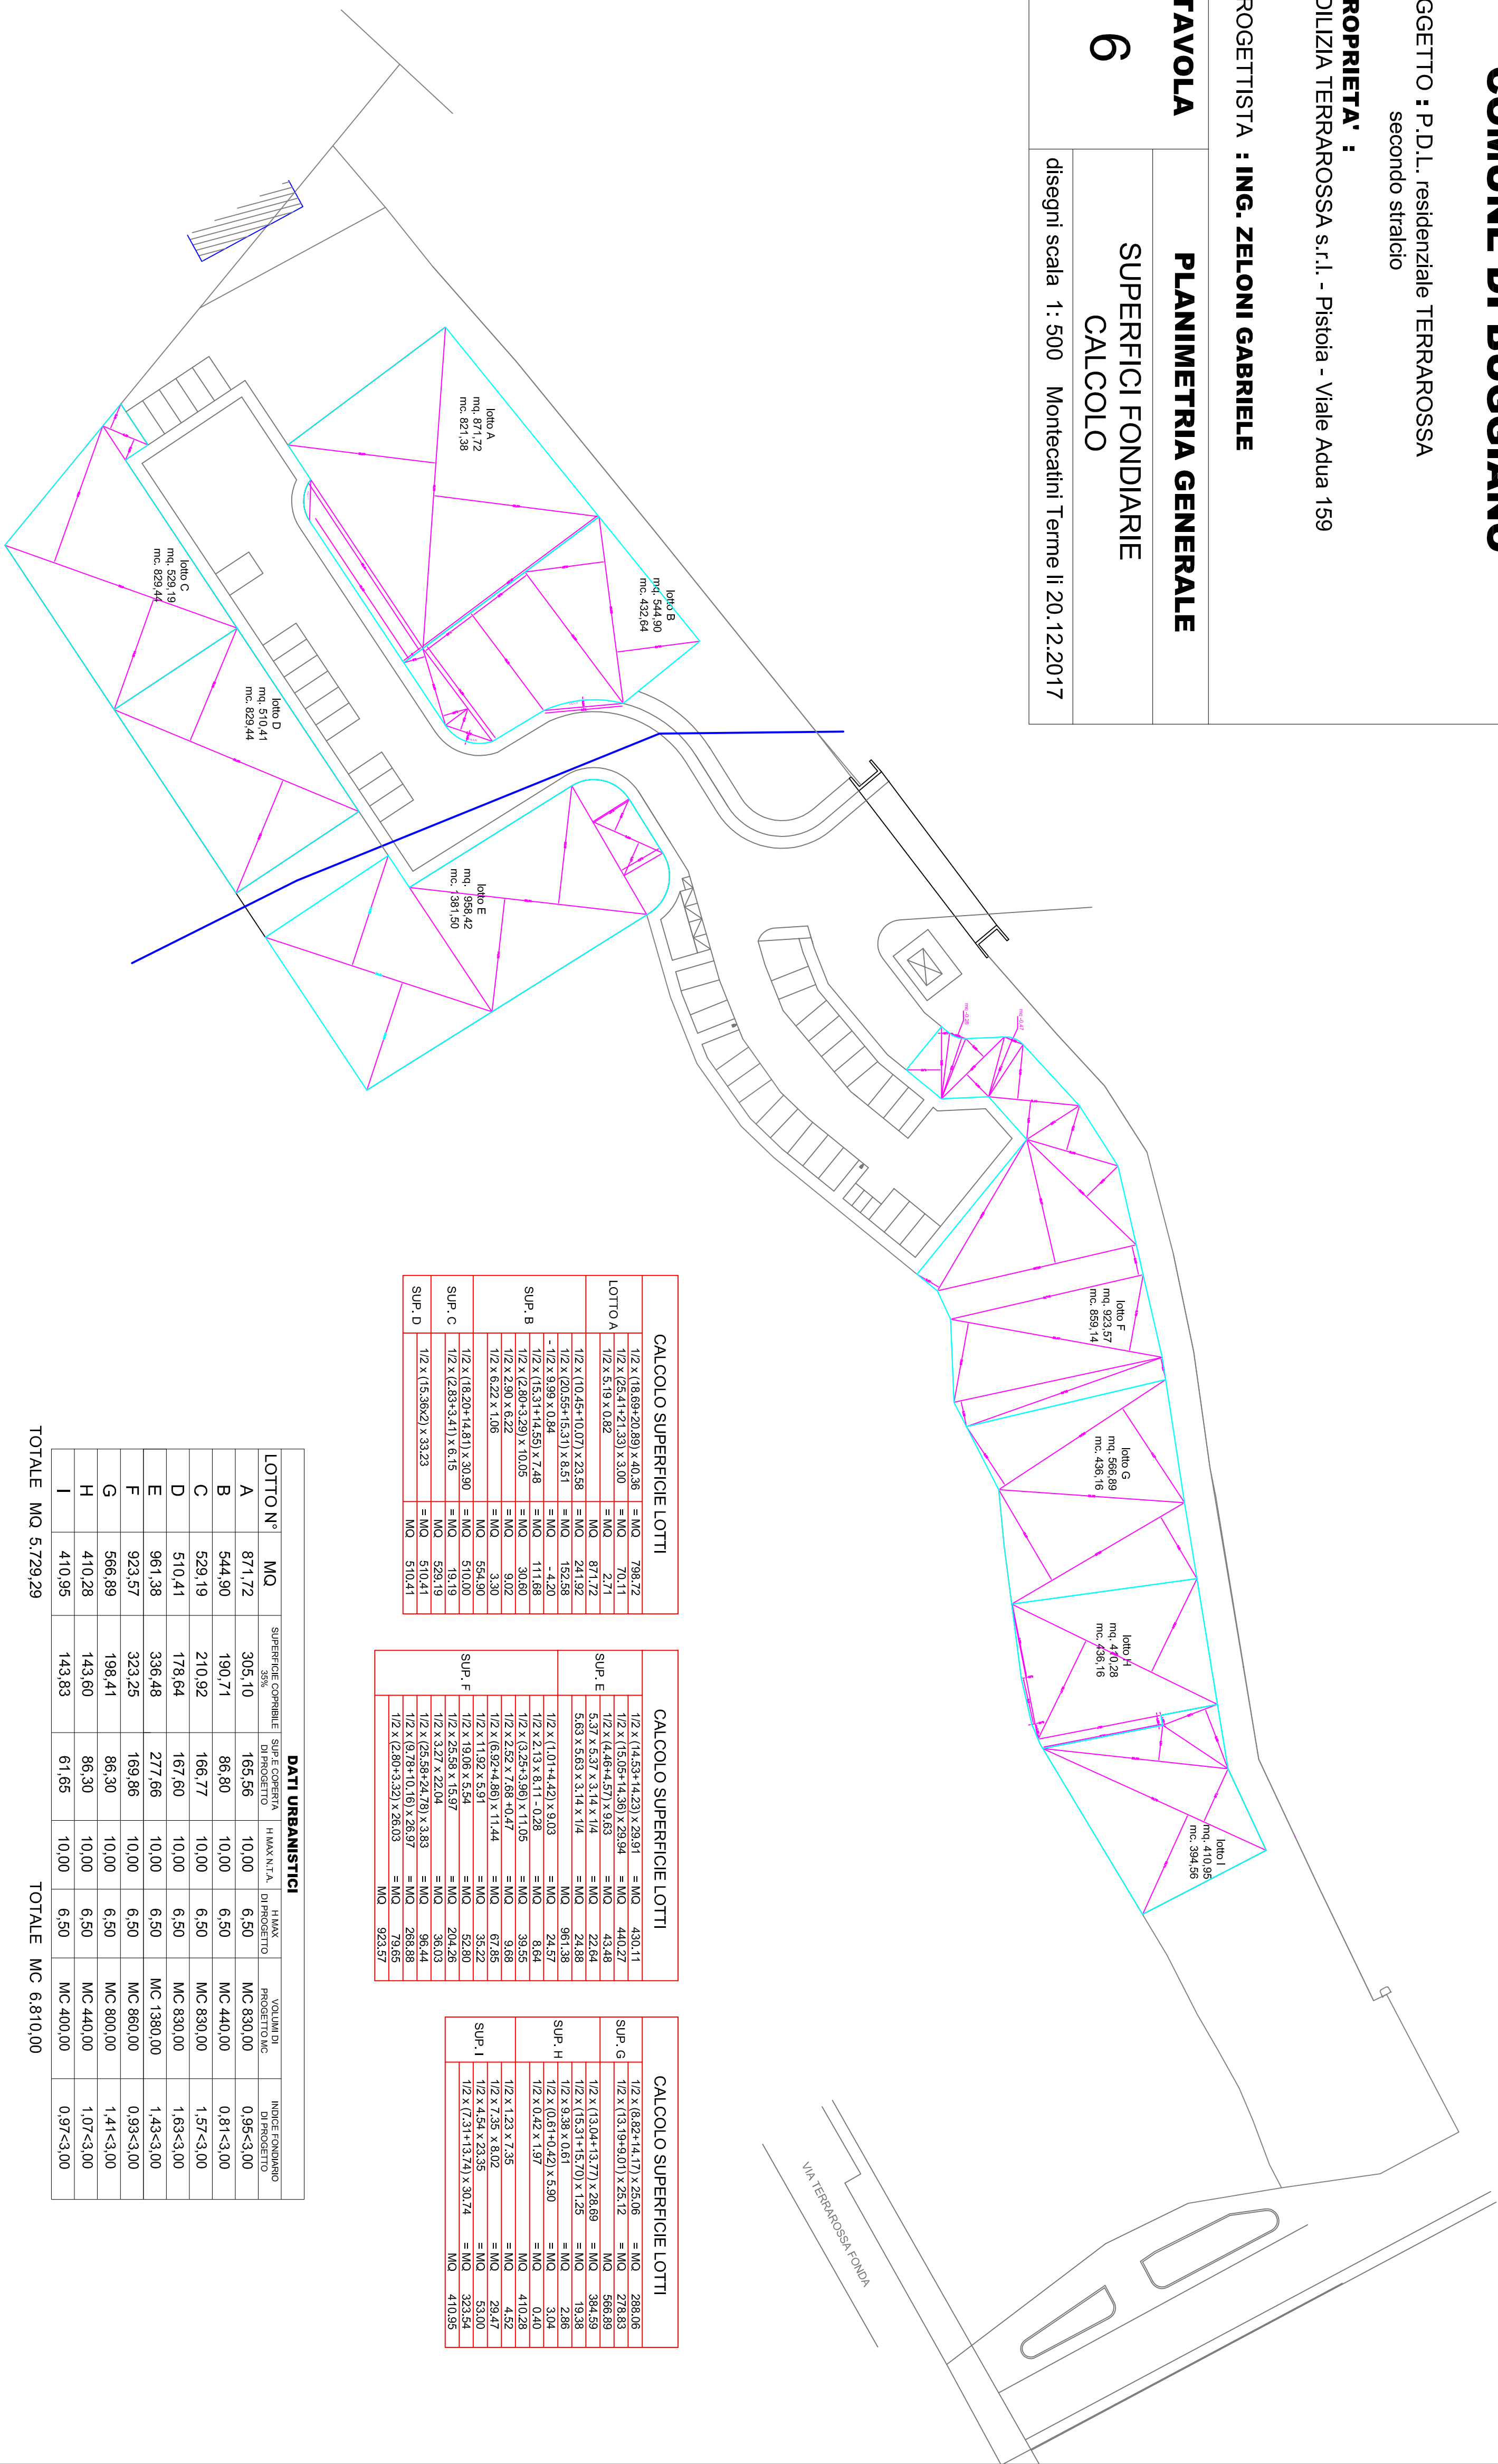 COMUNE DI BUGGIANO
GGETTO : P.D.L. residenziale TERRAROSSA
secondo stralcio
ROPRIETA' :
DILIZIA TERRAROSSA s.r.l. - Pistoia - Viale Adua 159
ROGETTISTA : ING. ZELONI GABRIELE
TAVOLA
6
PLANIMETRIA GENERALE
SUPERFICI FONDIARIE
CALCOLO
disegni scala 1: 500 Montecatini Terme li 20.12.2017
lotto A
mq. 871,72
mc. 821,38
lotto B
mq. 544,90
mc. 432,64
lotto C
mq. 529,19
mc. 829,44
lotto D
mq. 510,41
mc. 829,44
lotto E
mq. 958,42
mc. 1381,50
lotto F
mq. 923,57
mc. 859,14
lotto G
mq. 566,89
mc. 436,16
lotto H
mq. 410,28
mc. 436,16
lotto I
mq. 410,95
mc. 394,56
VIA TERRAROSSA FONDA
CALCOLO SUPERFICIE LOTTI
LOTTO A
1/2 x (18.69+20.89) x 40.36 = MQ 798.72
1/2 x (25.41+21.33) x 3.00 = MQ 70.11
1/2 x 5.19 x 0.82 = MQ 2.71
MQ 871.72
SUP. B
1/2 x (10.45+10.07) x 23.58 = MQ 241.92
1/2 x (20.55+15.31) x 8.51 = MQ 152.58
- 1/2 x 9.99 x 0.84 = MQ - 4.20
1/2 x (15.31+14.55) x 7.48 = MQ 111.68
1/2 x (2.80+3.29) x 10.05 = MQ 30.60
1/2 x 2.90 x 6.22 = MQ 9.02
1/2 x 6.22 x 1.06 = MQ 3.30
MQ 554.90
SUP. C
1/2 x (18.20+14.81) x 30.90 = MQ 510.00
1/2 x (2.83+3.41) x 6.15 = MQ 19.19
MQ 529.19
SUP. D
1/2 x (15.36x2) x 33.23 = MQ 510.41
MQ 510.41
CALCOLO SUPERFICIE LOTTI
SUP. E
1/2 x (14.53+14.23) x 29.91 = MQ 430.11
1/2 x (15.05+14.36) x 29.94 = MQ 440.27
1/2 x (4.46+4.57) x 9.63 = MQ 43.48
5.37 x 5.37 x 3.14 x 1/4 = MQ 22.64
5.63 x 5.63 x 3.14 x 1/4 = MQ 24.88
MQ 961.38
SUP. F
1/2 x (1.01+4.42) x 9.03 = MQ 24.57
1/2 x 2.13 x 8.11 - 0.28 = MQ 8.64
1/2 x (3.25+3.96) x 11.05 = MQ 39.55
1/2 x 2.52 x 7.68 +0.47 = MQ 9.68
1/2 x (6.92+4.86) x 11.44 = MQ 67.85
1/2 x 11.92 x 5.91 = MQ 35.22
1/2 x 19.06 x 5.54 = MQ 52.80
1/2 x 25.58 x 15.97 = MQ 204.26
1/2 x 3.27 x 22.04 = MQ 36.03
1/2 x (25.58+24.78) x 3.83 = MQ 96.44
1/2 x (9.78+10.16) x 26.97 = MQ 268.88
1/2 x (2.80+3.32) x 26.03 = MQ 79.65
MQ 923.57
CALCOLO SUPERFICIE LOTTI
SUP. G
1/2 x (8.82+14.17) x 25.06 = MQ 288.06
1/2 x (13.19+9.01) x 25.12 = MQ 278.83
MQ 566.89
SUP. H
1/2 x (13.04+13.77) x 28.69 = MQ 384.59
1/2 x (15.31+15.70) x 1.25 = MQ 19.38
1/2 x 9.38 x 0.61 = MQ 2.86
1/2 x (0.61+0.42) x 5.90 = MQ 3.04
1/2 x 0.42 x 1.97 = MQ 0.40
MQ 410.28
SUP. I
1/2 x 1.23 x 7.35 = MQ 4.52
1/2 x 7.35 x 8.02 = MQ 29.47
1/2 x 4.54 x 23.35 = MQ 53.00
1/2 x (7.31+13.74) x 30.74 = MQ 323.54
MQ 410.95
DATI URBANISTICI
LOTTO N° MQ SUPERFICIE COPRIBILE 35% SUP.E COPERTA DI PROGETTO H MAX N.T.A. H MAX DI PROGETTO VOLUMI DI PROGETTO MC INDICE FONDIARIO DI PROGETTO
A 871,72 305,10 165,56 10,00 6,50 MC 830,00 0,95<3,00
B 544,90 190,71 86,80 10,00 6,50 MC 440,00 0,81<3,00
C 529,19 210,92 166,77 10,00 6,50 MC 830,00 1,57<3,00
D 510,41 178,64 167,60 10,00 6,50 MC 830,00 1,63<3,00
E 961,38 336,48 277,66 10,00 6,50 MC 1380,00 1,43<3,00
F 923,57 323,25 169,86 10,00 6,50 MC 860,00 0,93<3,00
G 566,89 198,41 86,30 10,00 6,50 MC 800,00 1,41<3,00
H 410,28 143,60 86,30 10,00 6,50 MC 440,00 1,07<3,00
I 410,95 143,83 61,65 10,00 6,50 MC 400,00 0,97<3,00
TOTALE MQ 5.729,29 TOTALE MC 6.810,00